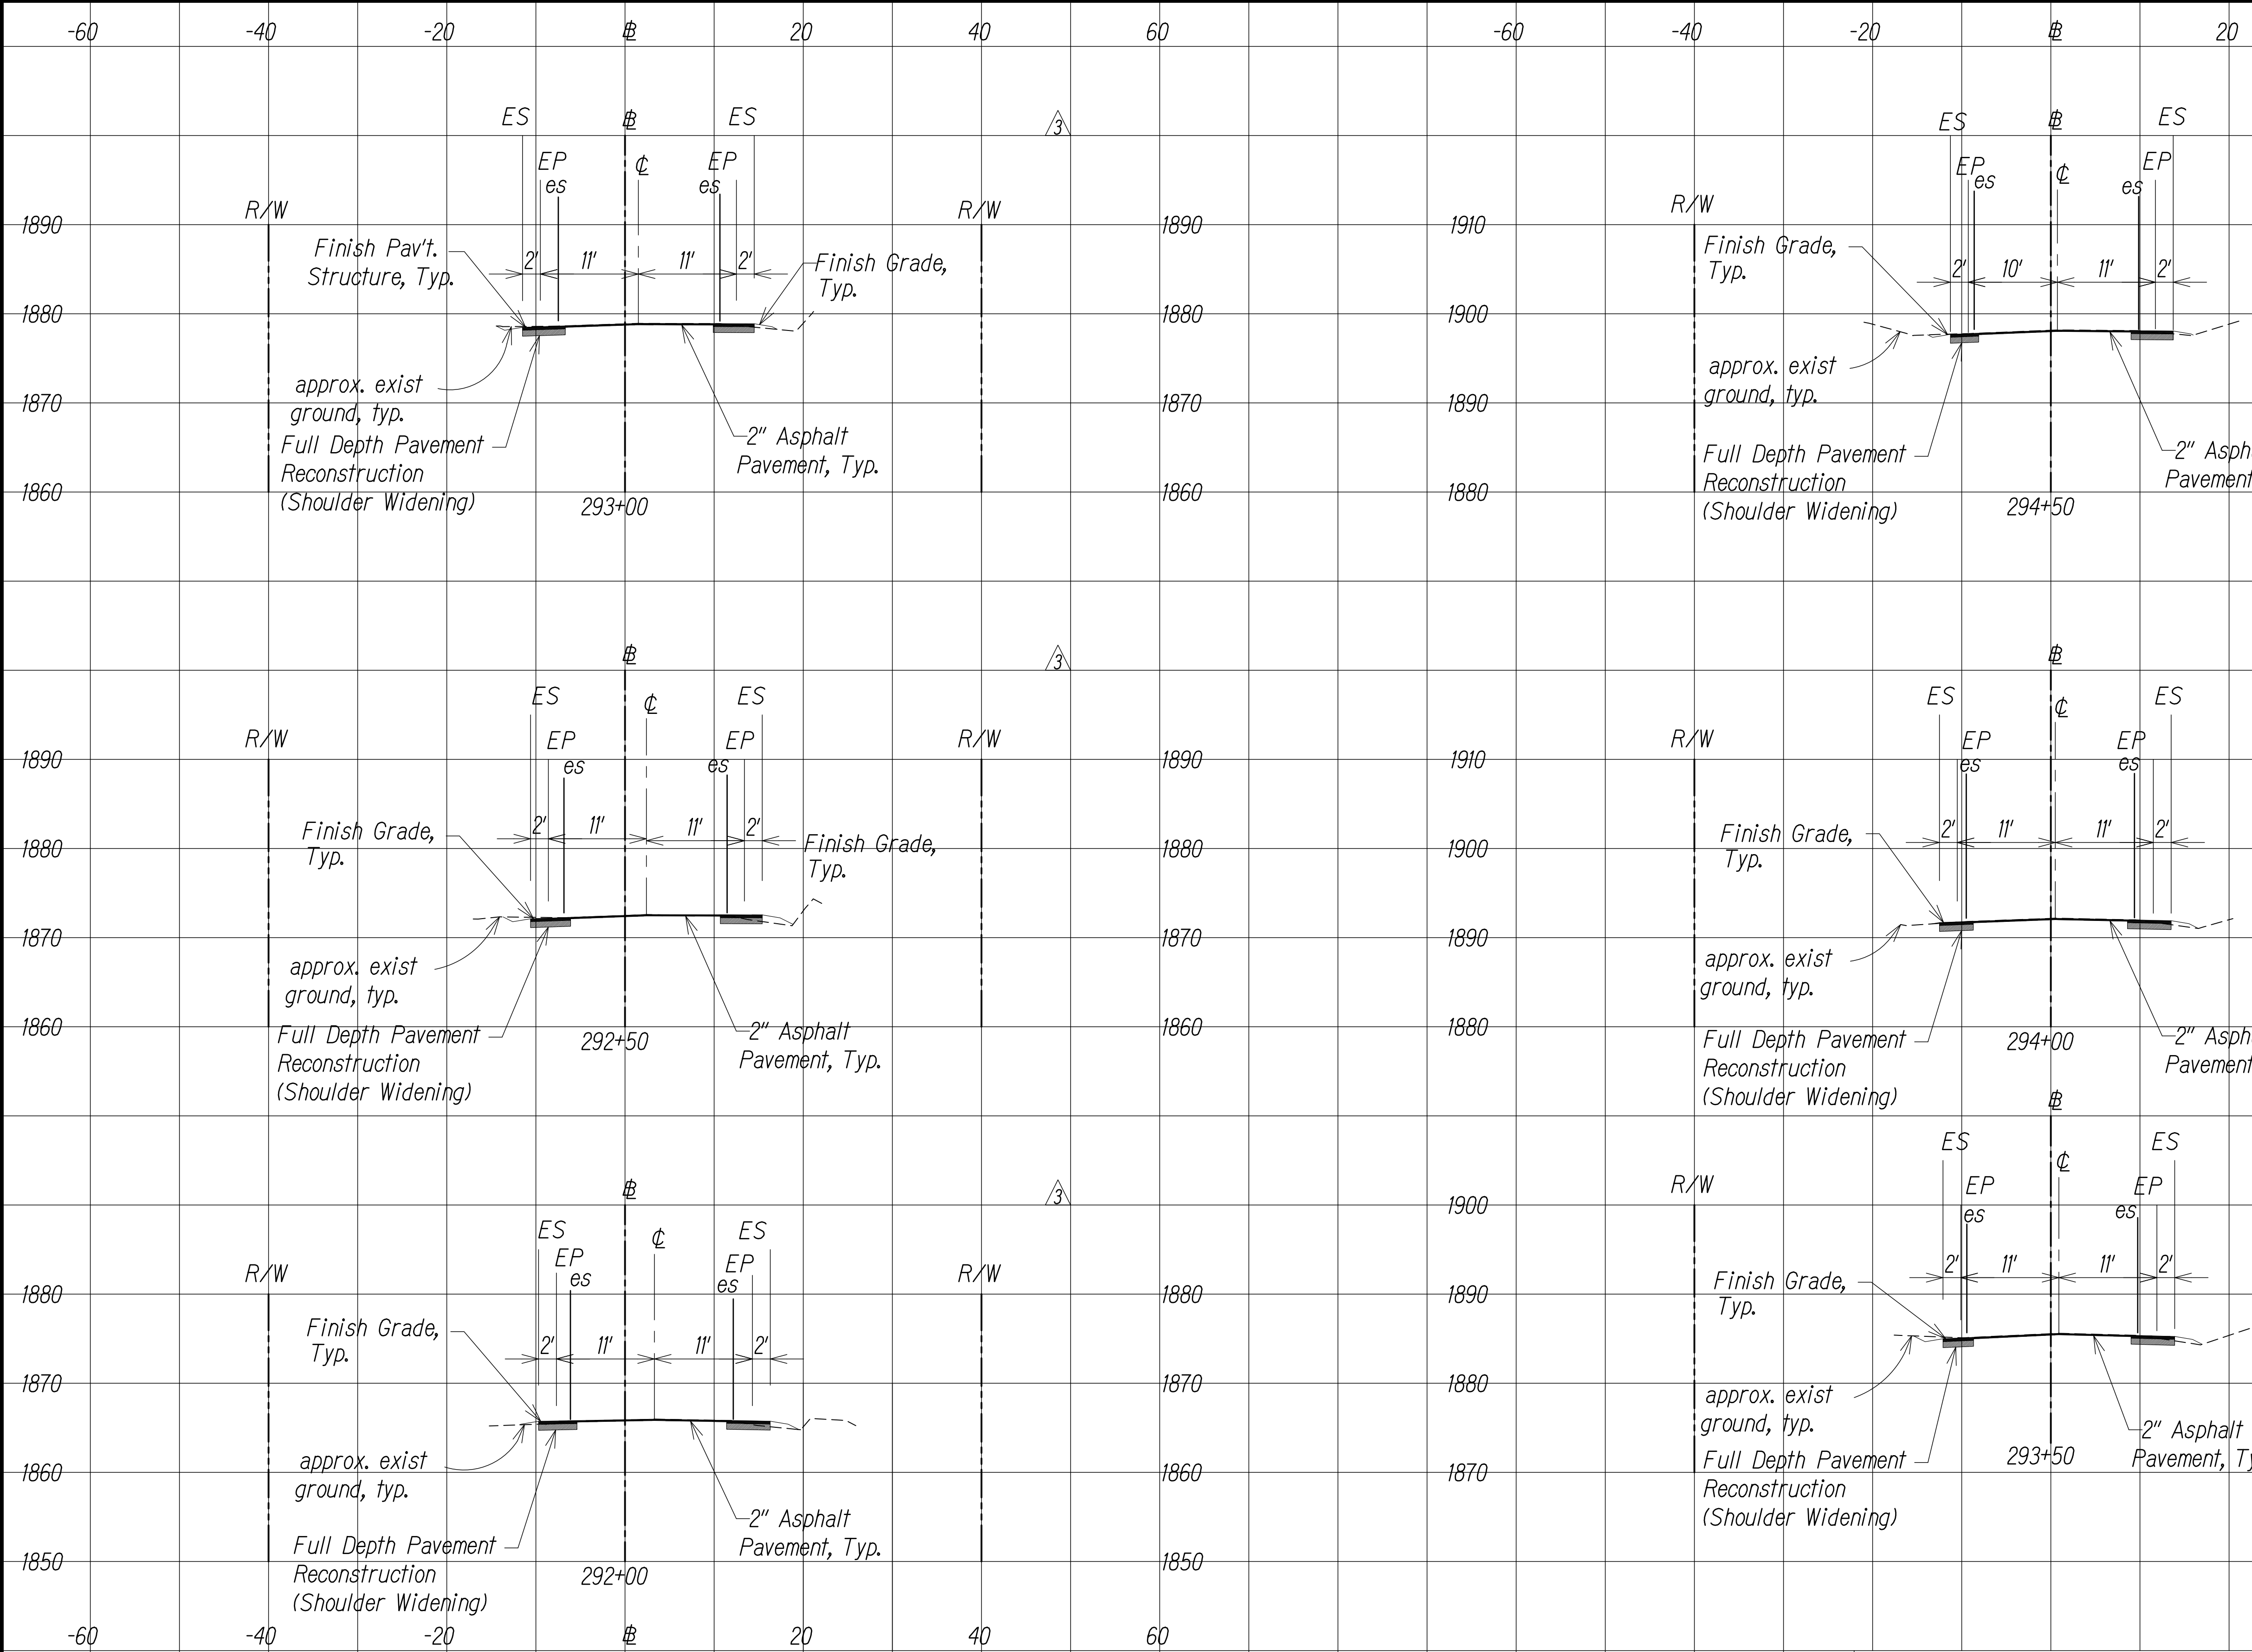 -60 -40 -20 ℄B 20 40 60 -60 -40 -20 ℄B 20
ES ℄B ES 3
EP ℄ EP
es es
R/W R/W
1890 1890
Finish Pav't.
Structure, Typ.
2' 11' 11' 2'
Finish Grade,
Typ.
1880 1880
approx. exist
ground, typ.
1870 1870
Full Depth Pavement
Reconstruction
(Shoulder Widening)
2" Asphalt
Pavement, Typ.
1860 1860
293+00
ES ℄B ES
EP ℄ EP
es es
R/W
1910
Finish Grade,
Typ.
2' 10' 11' 2'
1900
approx. exist
ground, typ.
1890
Full Depth Pavement
Reconstruction
(Shoulder Widening)
2" Asph
Pavement
1880
294+50
℄B 3
ES ℄ ES
R/W EP EP R/W
es es
1890 1890
Finish Grade,
Typ.
2' 11' 11' 2'
Finish Grade,
Typ.
1880 1880
1870 1870
approx. exist
ground, typ.
1860 1860
Full Depth Pavement
Reconstruction
(Shoulder Widening)
2" Asphalt
Pavement, Typ.
292+50
℄B
ES ℄ ES
R/W EP EP
es es
1910
Finish Grade,
Typ.
2' 11' 11' 2'
1900
1890
approx. exist
ground, typ.
1880
Full Depth Pavement
Reconstruction
(Shoulder Widening)
2" Asph
Pavement
294+00
℄B 3
ES ℄ ES
EP EP
R/W es es R/W
1880 1880
Finish Grade,
Typ.
2' 11' 11' 2'
1870 1870
approx. exist
ground, typ.
1860 1860
Full Depth Pavement
Reconstruction
(Shoulder Widening)
2" Asphalt
Pavement, Typ.
1850 1850
292+00
℄B
ES ℄ ES
R/W EP EP
es es
1900
Finish Grade,
Typ.
2' 11' 11' 2'
1890
1880
approx. exist
ground, typ.
Full Depth Pavement
Reconstruction
(Shoulder Widening)
2" Asphalt
Pavement, Ty
1870
293+50
-60 -40 -20 ℄B 20 40 60